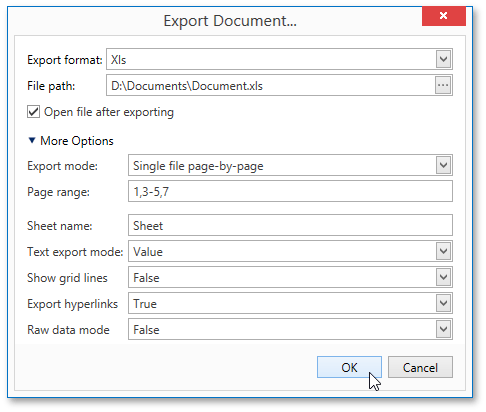 Export Document...
Export format: Xls
File path: D:\Documents\Document.xls ...
Open file after exporting
More Options
Export mode: Single file page-by-page
Page range: 1,3-5,7
Sheet name: Sheet
Text export mode: Value
Show grid lines False
Export hyperlinks True
Raw data mode False
OK Cancel